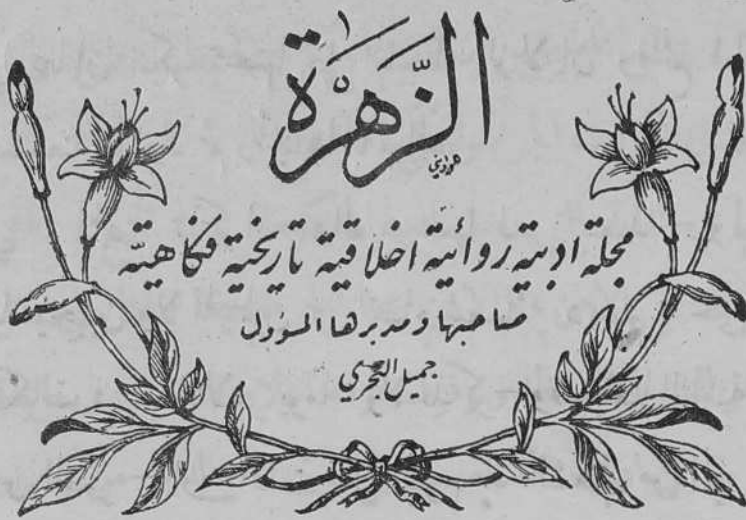 الزَّهْرَة
مجلة ادبية روائية اخلاقية تاريخية فكاهية
صاحبها ومديرها المسؤول
جميل البحري